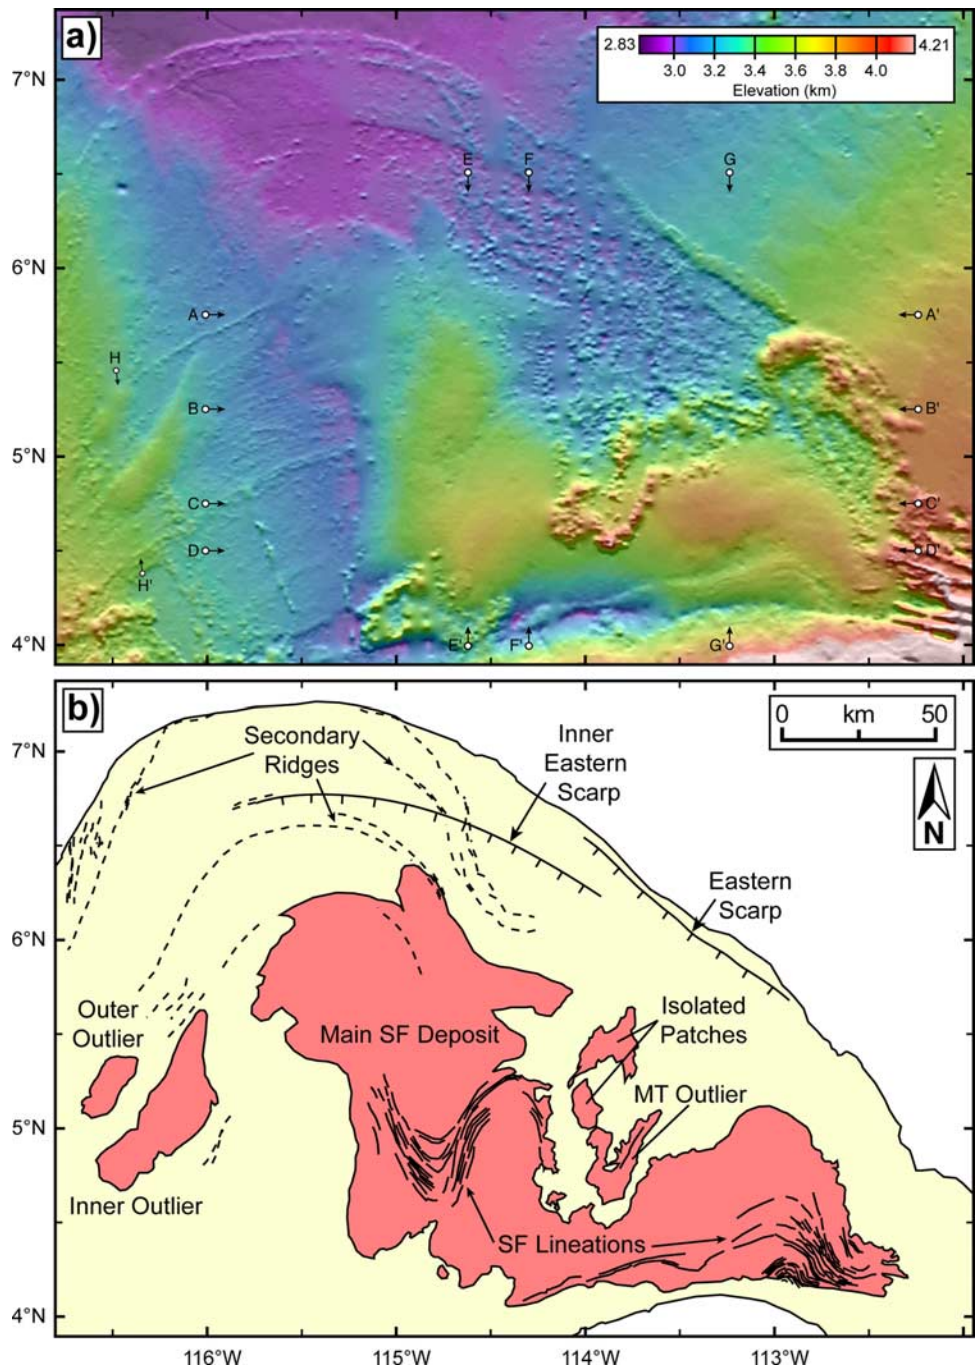 a)
2.83
4.21
3.0 3.2 3.4 3.6 3.8 4.0
Elevation (km)
7°N
6°N
5°N
4°N
E
F
G
A
A'
H
B
B'
C
C'
D
D'
H'
E'
F'
G'
b)
0 km 50
N
7°N
6°N
5°N
4°N
Secondary
Ridges
Inner
Eastern
Scarp
Eastern
Scarp
Outer
Outlier
Main SF Deposit
Isolated
Patches
MT Outlier
Inner Outlier
SF Lineations
116°W
115°W
114°W
113°W